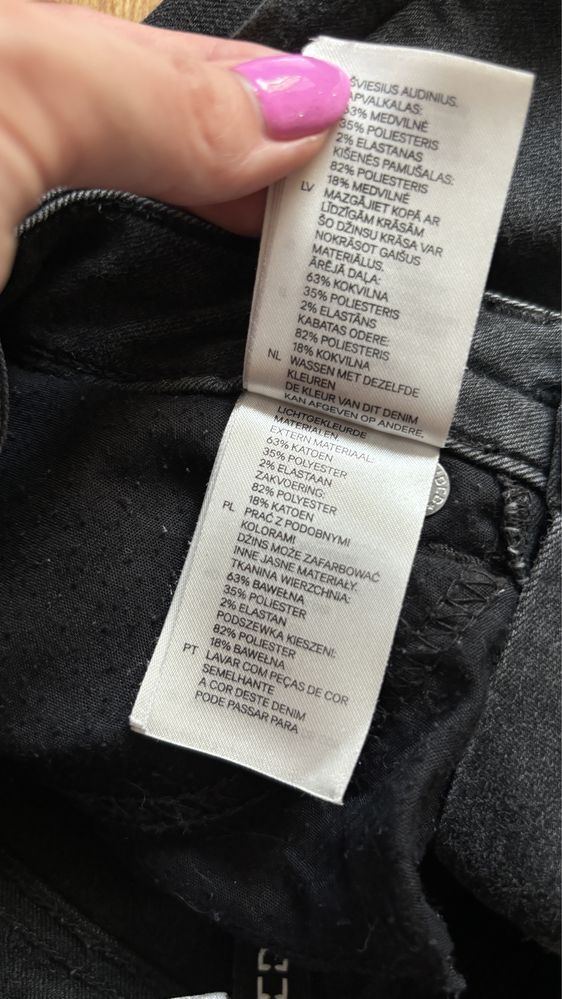 ŠVIESIUS AUDINIUS.
APVALKALAS:
63% MEDVILNĖ
35% POLIESTERIS
2% ELASTANAS
KIŠENĖS PAMUŠALAS:
82% POLIESTERIS
18% MEDVILNĖ
LV MAZGĀJIET KOPĀ AR
LĪDZĪGĀM KRĀSĀM
ŠO DŽINSU KRĀSA VAR
NOKRĀSOT GAIŠUS
MATERIĀLUS.
ĀRĒJĀ DAĻA:
63% KOKVILNA
35% POLIESTERIS
2% ELASTĀNS
KABATAS ODERE:
82% POLIESTERIS
18% KOKVILNA
NL WASSEN MET DEZELFDE
KLEUREN
DE KLEUR VAN DIT DENIM
KAN AFGEVEN OP ANDERE,
LICHTGEKLEURDE
MATERIALEN.
EXTERN MATERIAAL:
63% KATOEN
35% POLYESTER
2% ELASTAAN
ZAKVOERING:
82% POLYESTER
18% KATOEN
PL PRAĆ Z PODOBNYMI
KOLORAMI
DŻINS MOŻE ZAFARBOWAĆ
INNE JASNE MATERIAŁY.
TKANINA WIERZCHNIA:
63% BAWEŁNA
35% POLIESTER
2% ELASTAN
PODSZEWKA KIESZENI:
82% POLIESTER
18% BAWEŁNA
PT LAVAR COM PEÇAS DE COR
SEMELHANTE
A COR DESTE DENIM
PODE PASSAR PARA